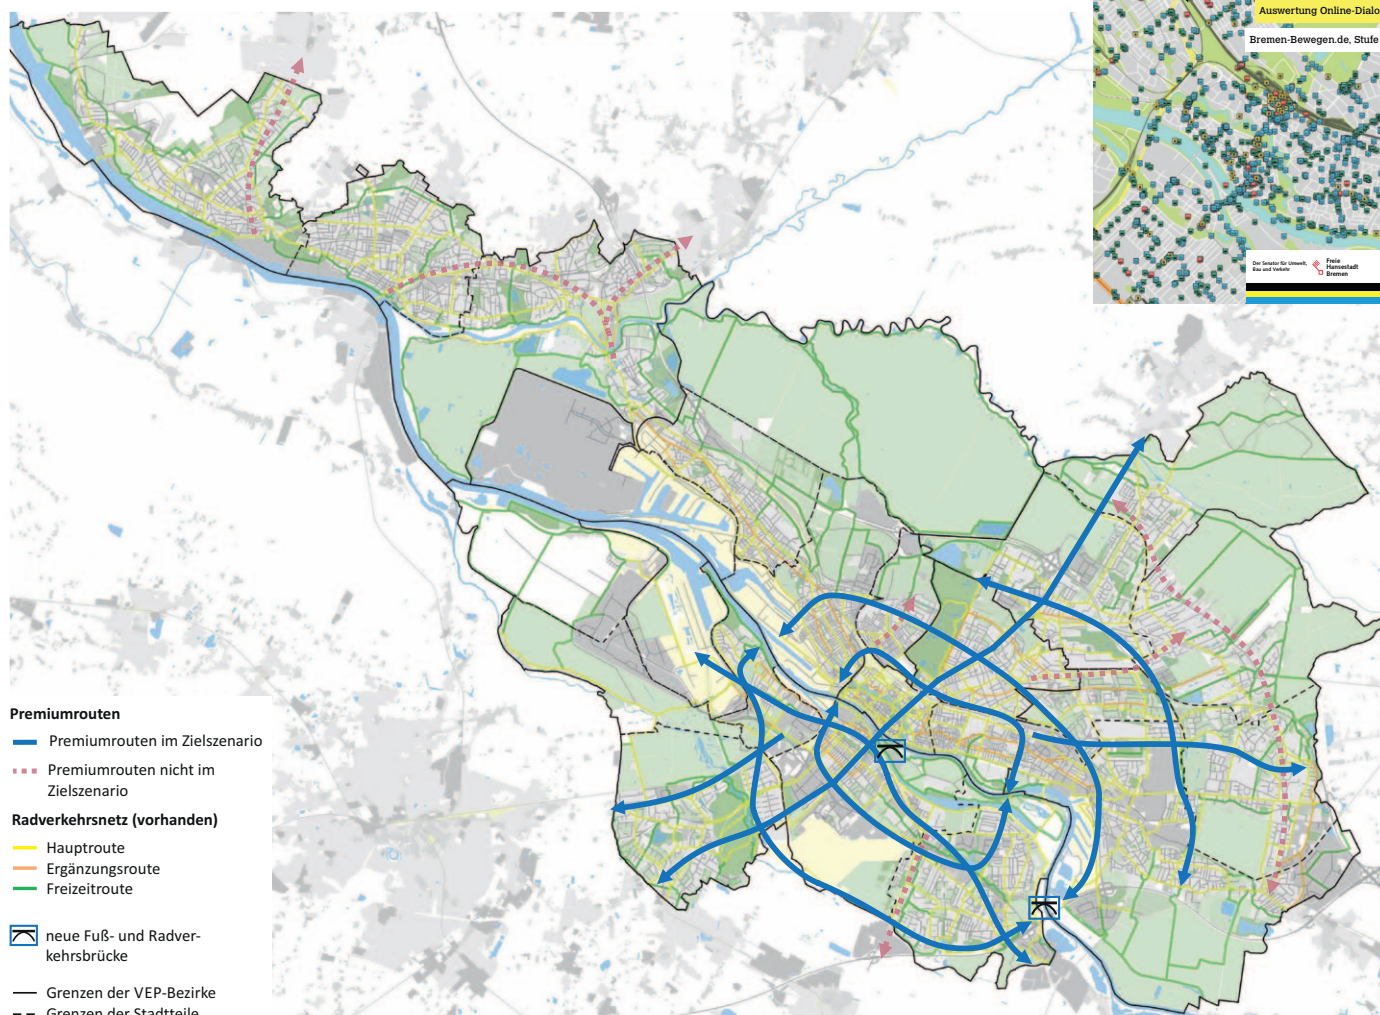 Auswertung Online-Dialo
Bremen-Bewegen.de, Stufe
Der Senator für Umwelt,
Bau und Verkehr
Freie
Hansestadt
Bremen
Premiumrouten
Premiumrouten im Zielszenario
Premiumrouten nicht im
Zielszenario
Radverkehrsnetz (vorhanden)
Hauptroute
Ergänzungsroute
Freizeitroute
neue Fuß- und Radver-
kehrsbrücke
Grenzen der VEP-Bezirke
Grenzen der Stadtteile